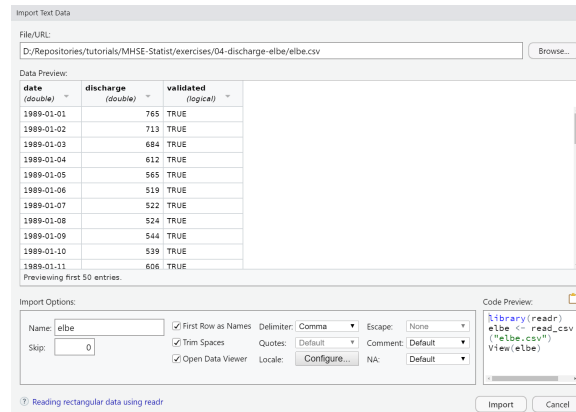 Import Text Data
File/URL:
D:/Repositories/tutorials/MHSE-Statist/exercises/04-discharge-elbe/elbe.csv Browse...
Data Preview:
date discharge validated
(double) (double) (logical)
1989-01-01 765 TRUE
1989-01-02 713 TRUE
1989-01-03 684 TRUE
1989-01-04 612 TRUE
1989-01-05 565 TRUE
1989-01-06 519 TRUE
1989-01-07 522 TRUE
1989-01-08 524 TRUE
1989-01-09 544 TRUE
1989-01-10 539 TRUE
1989-01-11 606 TRUE
Previewing first 50 entries.
Import Options:
Name: elbe
Skip: 0
First Row as Names
Trim Spaces
Open Data Viewer
Delimiter: Comma
Quotes: Default
Locale: Configure...
Escape: None
Comment: Default
NA: Default
Code Preview:
library(readr)
elbe <- read_csv
("elbe.csv")
View(elbe)
? Reading rectangular data using readr
Import Cancel